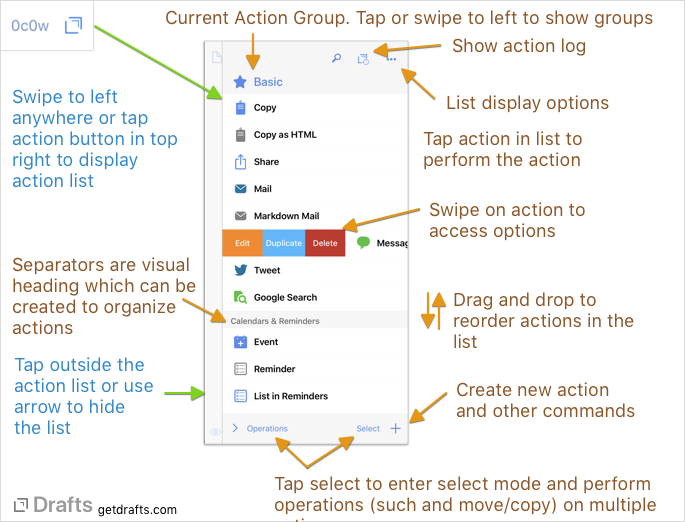 0c0w
Current Action Group. Tap or swipe to left to show groups
Show action log
List display options
Tap action in list to
perform the action
Swipe to left
anywhere or tap
action button in top
right to display
action list
Basic
Copy
Copy as HTML
Share
Mail
Markdown Mail
Edit Duplicate Delete Messag
Tweet
Google Search
Calendars & Reminders
Event
Reminder
List in Reminders
Operations Select
Swipe on action to
access options
Separators are visual
heading which can be
created to organize
actions
Drag and drop to
reorder actions in the
list
Tap outside the
action list or use
arrow to hide
the list
Create new action
and other commands
Tap select to enter select mode and perform
operations (such and move/copy) on multiple
Drafts getdrafts.com